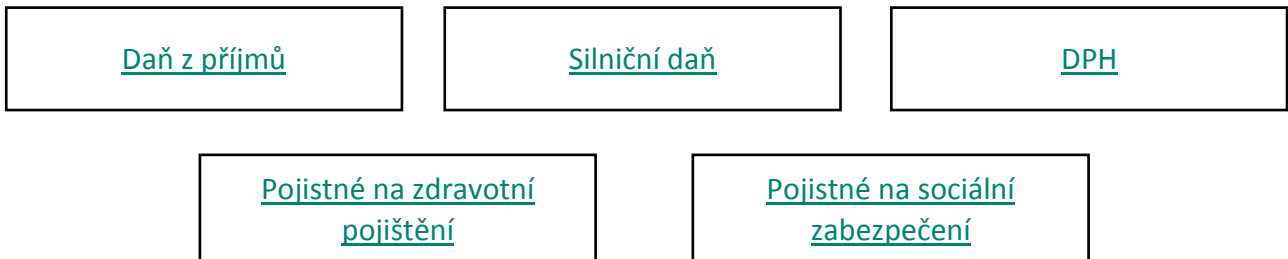 Daň z příjmů
Silniční daň
DPH
Pojistné na zdravotní
pojištění
Pojistné na sociální
zabezpečení